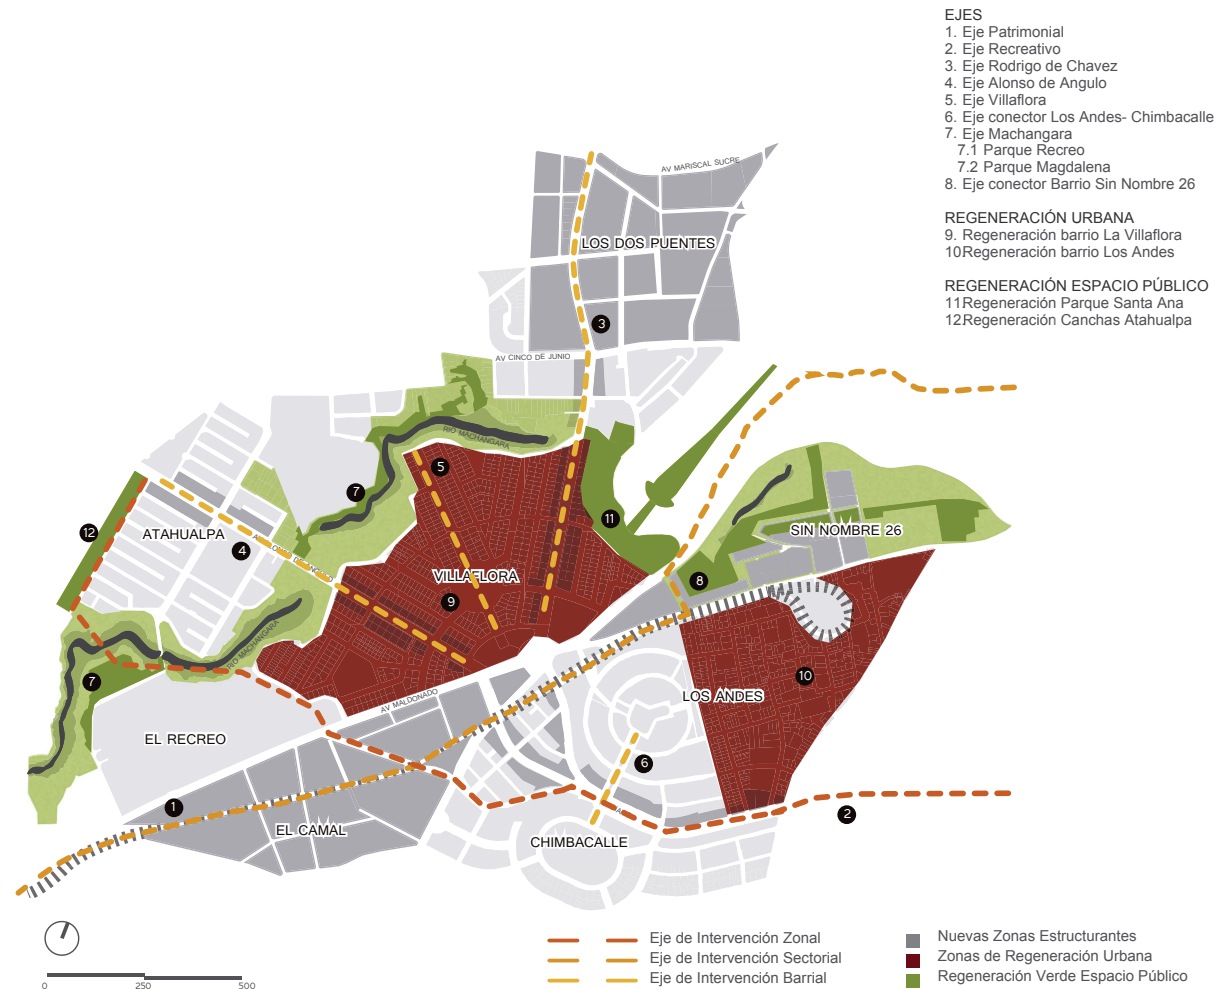 EJES
1. Eje Patrimonial
2. Eje Recreativo
3. Eje Rodrigo de Chavez
4. Eje Alonso de Angulo
5. Eje Villaflora
6. Eje conector Los Andes- Chimbacalle
7. Eje Machangara
7.1 Parque Recreo
7.2 Parque Magdalena
8. Eje conector Barrio Sin Nombre 26
REGENERACIÓN URBANA
9. Regeneración barrio La Villaflora
10Regeneración barrio Los Andes
REGENERACIÓN ESPACIO PÚBLICO
11Regeneración Parque Santa Ana
12.Regeneración Canchas Atahualpa
AV MARISCAL SUCRE
LOS DOS PUENTES
3
AV CINCO DE JUNIO
RIO MACHANGARA
5
7
11
12
ATAHUALPA
4
SIN NOMBRE 26
VILLAFLORA
8
9
RIO MACHANGARA
7
10
LOS ANDES
AV MALDONADO
EL RECREO
6
1
2
EL CAMAL
CHIMBACALLE
0 250 500
Eje de Intervención Zonal
Eje de Intervención Sectorial
Eje de Intervención Barrial
Nuevas Zonas Estructurantes
Zonas de Regeneración Urbana
Regeneración Verde Espacio Público